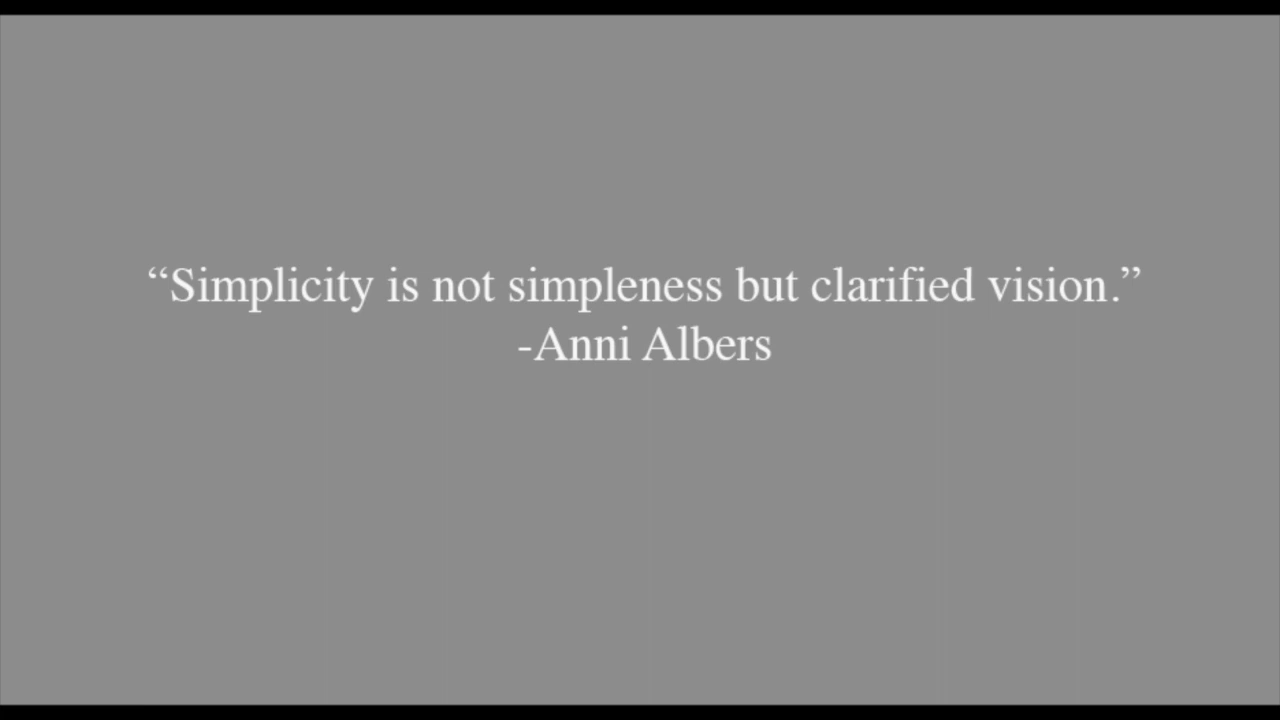 “Simplicity is not simpleness but clarified vision.”
-Anni Albers